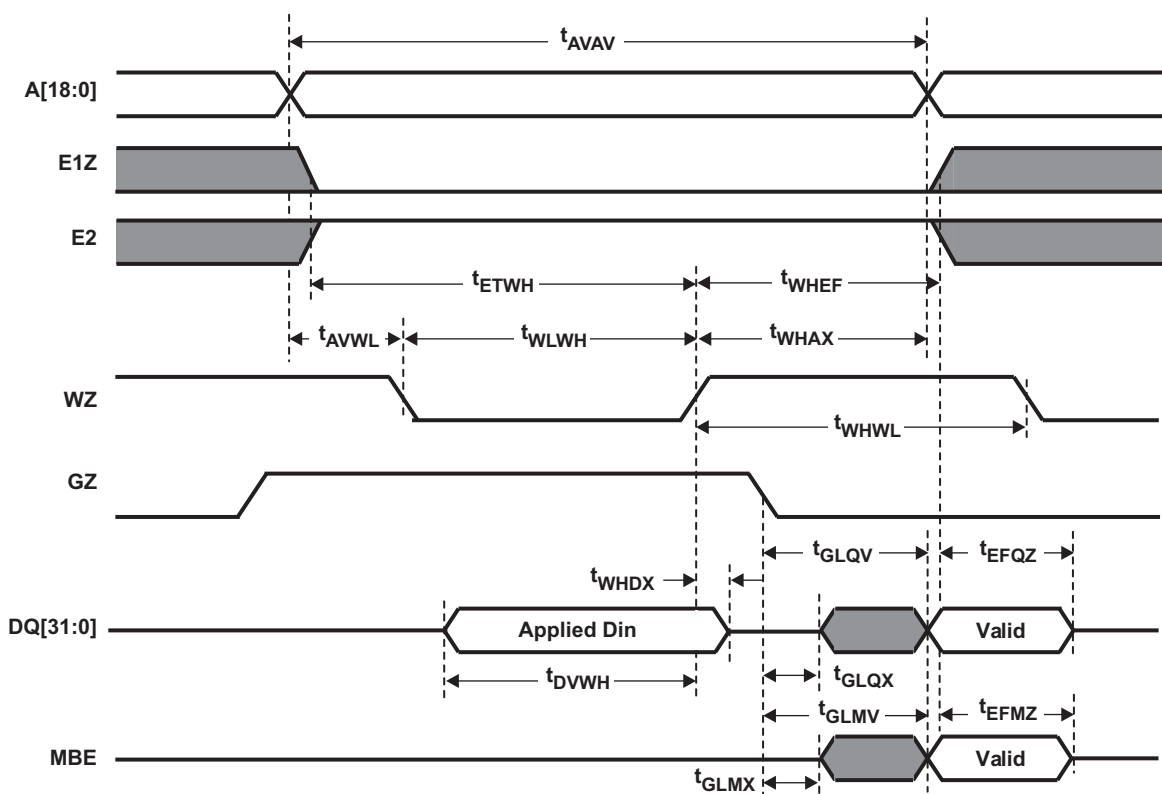 tAVAV
A[18:0]
E1Z
E2
tETWH
tWHEF
tAVWL
tWLWH
tWHAX
WZ
tWHWL
GZ
tGLQV
tEFQZ
tWHDX
DQ[31:0]
Applied Din
Valid
tDVWH
tGLQX
tGLMV
tEFMZ
MBE
Valid
tGLMX